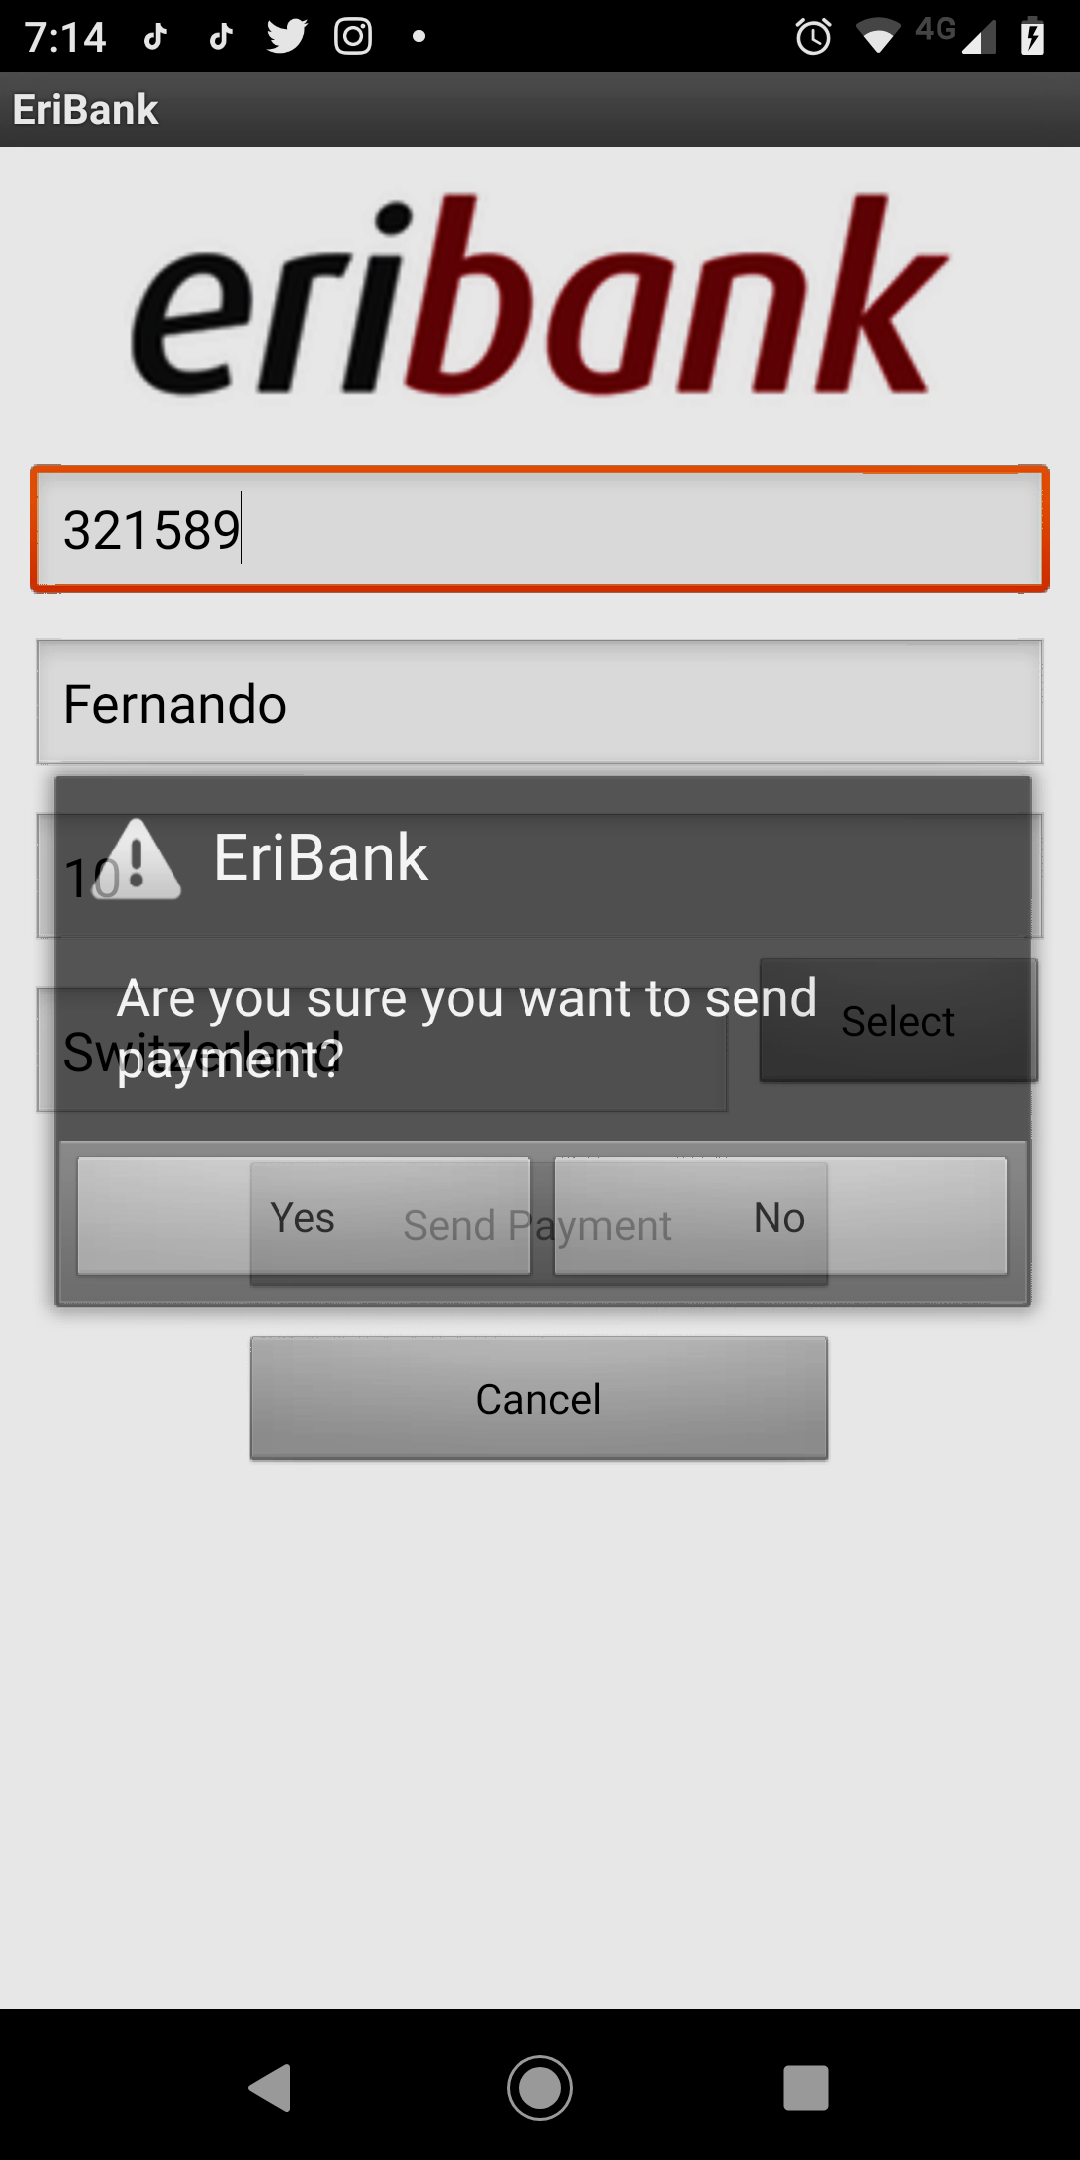 7:14
4G
EriBank
eribank
321589
Fernando
10
EriBank
Are you sure you want to send
payment?
Switzerland
Select
Yes
Send Payment
No
Cancel